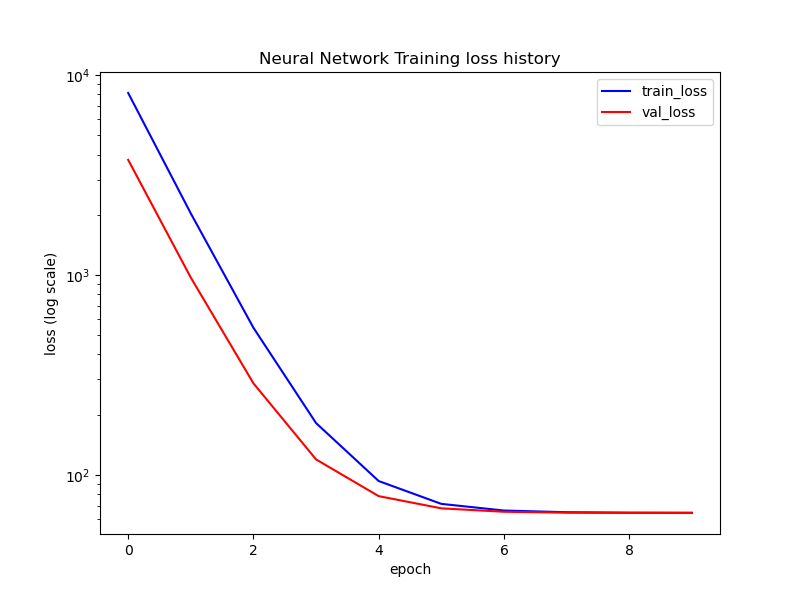 Neural Network Training loss history
train_loss
val_loss
10⁴
10³
10²
loss (log scale)
0 2 4 6 8
epoch